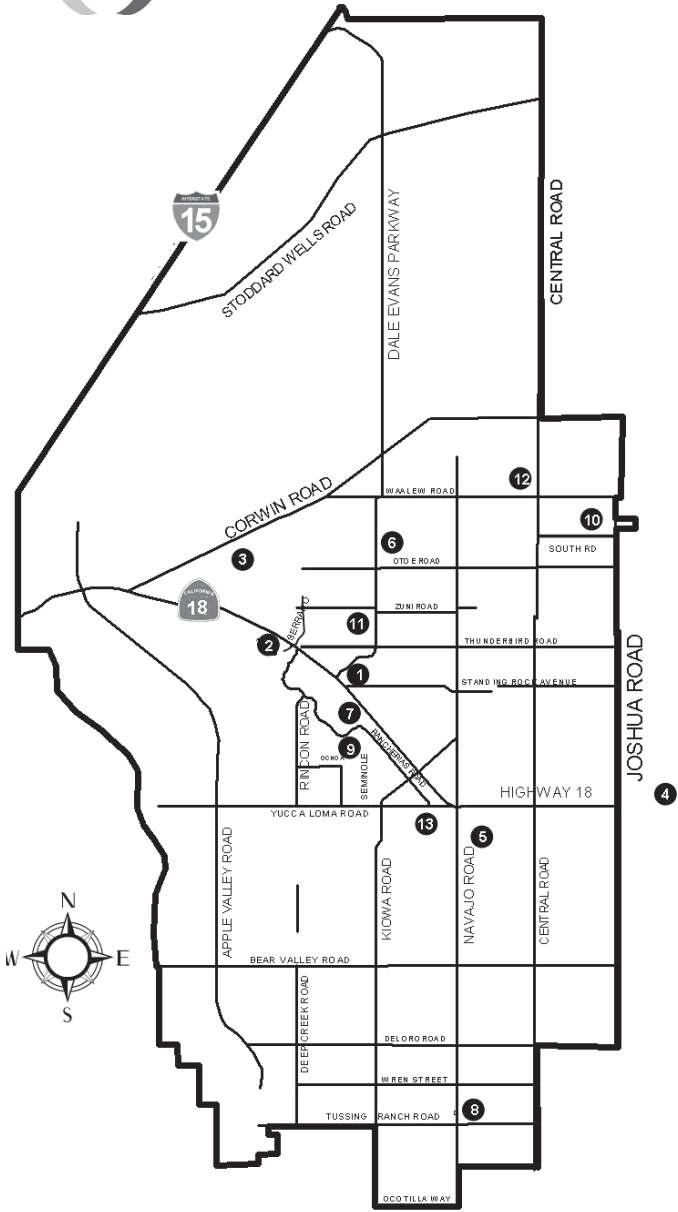 INTERSTATE
15
STODDARD WELLS ROAD
DALE EVANS PARKWAY
CENTRAL ROAD
CORWIN ROAD
WAALEW ROAD
12
10
SOUTH RD
6
OTOE ROAD
3
CALIFORNIA
18
SERRANO
ZUNI ROAD
11
2
THUNDERBIRD ROAD
1
STANDING ROCK AVENUE
JOSHUA ROAD
7
RINCON ROAD
RANCHERIAS ROAD
9
OCHOA
SEMINOLE
HIGHWAY 18
4
YUCCA LOMA ROAD
13
5
APPLE VALLEY ROAD
KIOWA ROAD
NAVAJO ROAD
CENTRAL ROAD
N
W
E
S
BEAR VALLEY ROAD
DEEP CREEK ROAD
DEL ORO ROAD
WREN STREET
8
TUSSING RANCH ROAD
OCOTILLA WAY